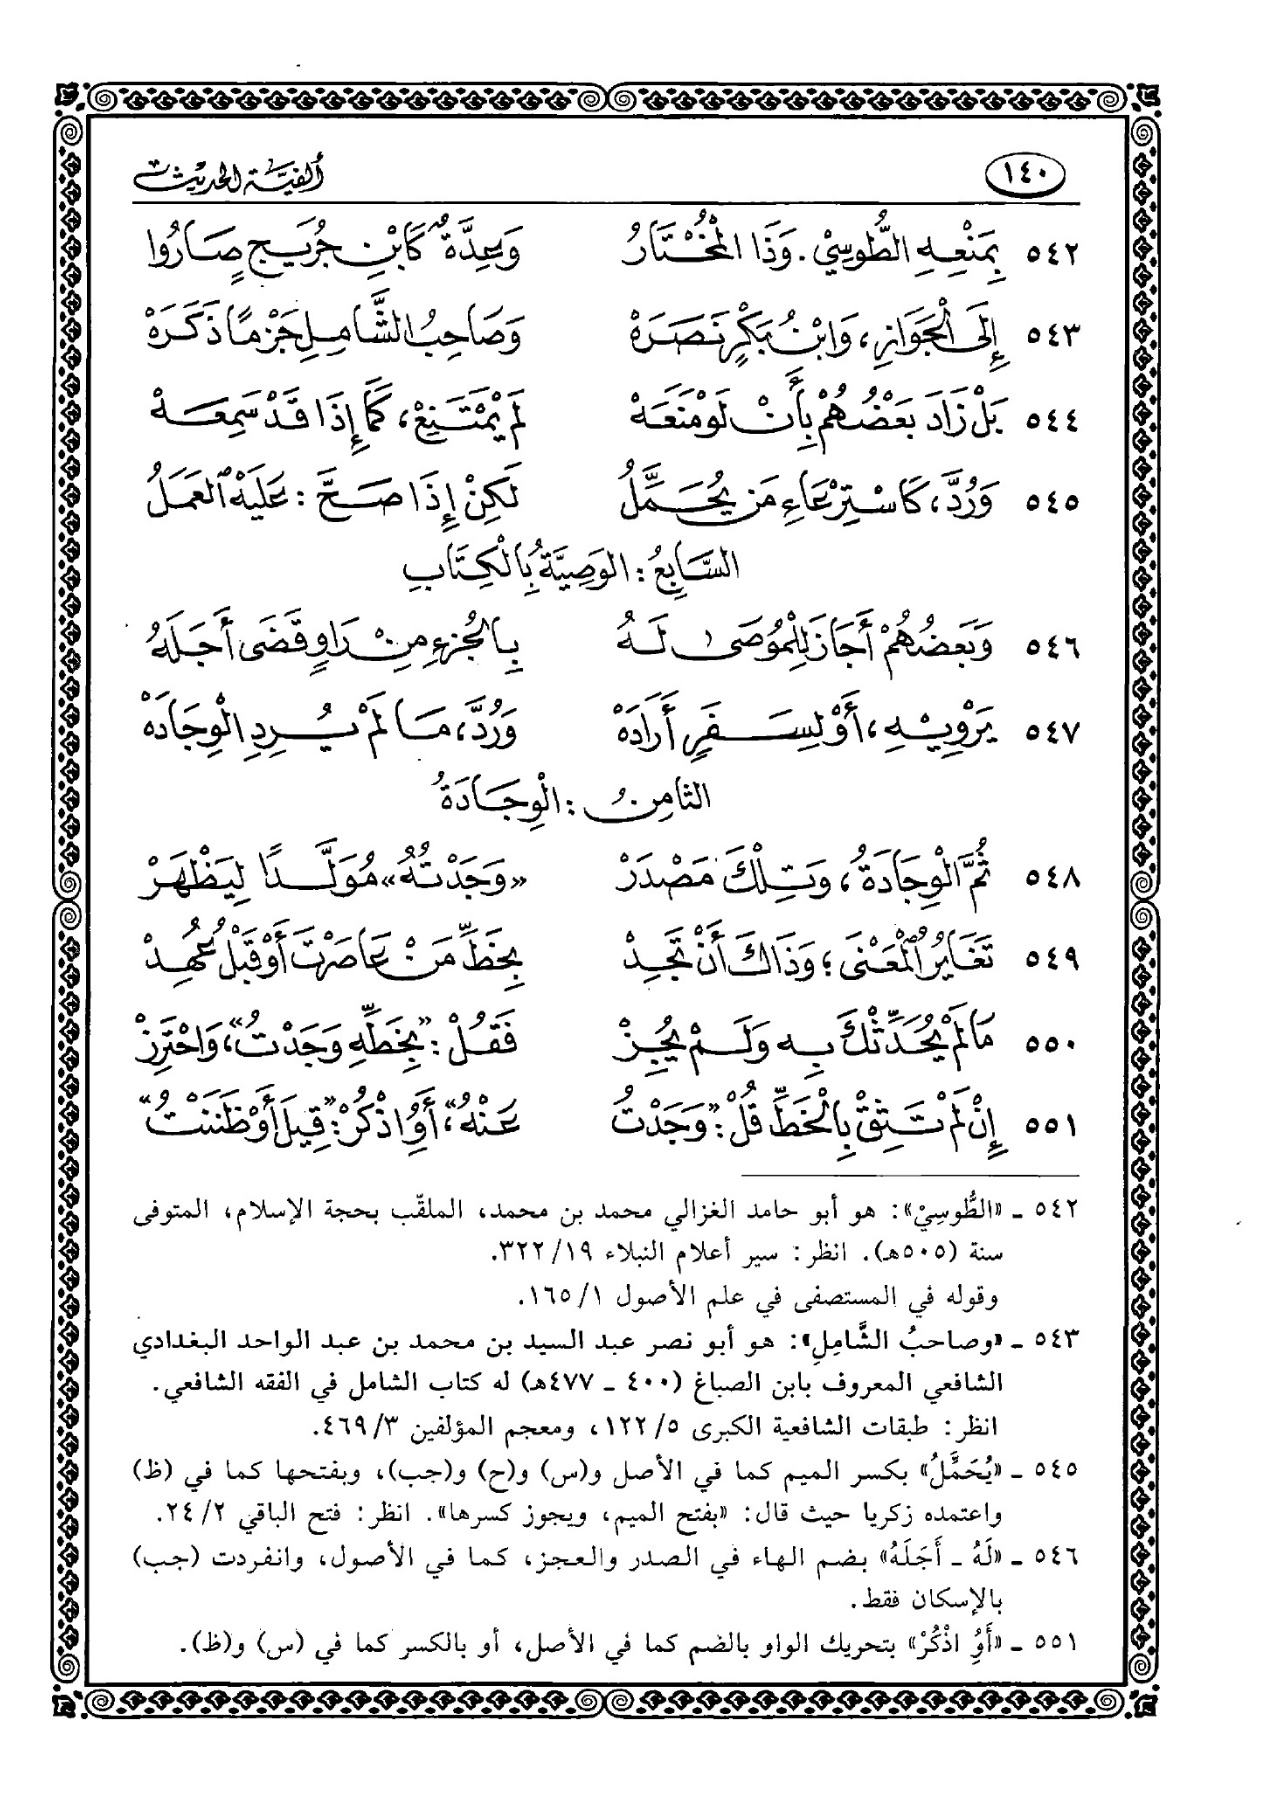 ١٤٠ ألفية الحديث
٥٤٢ بِمَنْعِهِ الطُّوسِيْ. وَذَا الْمُخْتَارُ وَعِدَّةٌ كَابْنِ جُرَيجٍ صَارُوا
٥٤٣ إِلَى الْجَوَازِ، وَابْنُ بَكْرٍ نَصَرَهْ وَصَاحِبُ الشَّامِلِ جَزْمًا ذَكَرَهْ
٥٤٤ بَلْ زَادَ بَعْضُهُمْ بِأَنْ لَوْ مَنَعَهْ لَمْ يَمْتَنِعْ، كَمَا إِذَا قَدْ سَمِعَهْ
٥٤٥ وَرُدَّ، كَاسْتِرْعَاءِ مَن يُحَمِّلُ لَكِنْ إِذَا صَحَّ: عَلَيْهِ الْعَمَلُ
السَّابِعُ: الوَصِيَّةُ بِالْكِتَابِ
٥٤٦ وَبَعْضُهُمْ أَجَازَ لِلْمُوصَى لَهُ بِالْجُزءِ مِنْ رَاوٍ قَضَى أَجَلَهُ
٥٤٧ يَرْوِيْهِ، أَوْ لِسَفَرٍ أَرَادَهْ وَرُدَّ، مَا لَمْ يُرِدِ الْوِجَادَهْ
الثامِنُ: الْوِجَادَةُ
٥٤٨ ثُمَّ الْوِجَادَةُ، وَتِلْكَ مَصْدَرْ «وَجَدْتُهُ» مُوَلَّدًا لِيَظْهَرْ
٥٤٩ تَغَايُرُ الْمَعْنَى؛ وَذَاكَ أَنْ تَجِدْ بِخَطِّ مَنْ عَاصَرْتَ أَوْ قَبْلُ عُهِدْ
٥٥٠ مَا لَمْ يُحَدِّثْكَ بِهِ وَلَمْ يُجِزْ فَقُلْ: "بِخَطِّهِ وَجَدْتُ"، وَاحْتَرِزْ
٥٥١ إِنْ لَمْ تَثِقْ بِالْخَطِّ قُلْ: "وَجَدْتُ عَنْهُ"، أَوُ اذْكُرْ: "قِيلَ أَوْ ظَنَنْتُ"
٥٤٢ ـ «الطُّوسِيْ»: هو أبو حامد الغزالي محمد بن محمد، الملقّب بحجة الإسلام، المتوفى
سنة (٥٠٥هـ). انظر: سير أعلام النبلاء ١٩/٣٢٢.
وقوله في المستصفى في علم الأصول ١/١٦٥.
٥٤٣ ـ «وصاحبُ الشَّامِلِ»: هو أبو نصر عبد السيد بن محمد بن عبد الواحد البغدادي
الشافعي المعروف بابن الصباغ (٤٠٠ ـ ٤٧٧هـ) له كتاب الشامل في الفقه الشافعي.
انظر: طبقات الشافعية الكبرى ٥/١٢٢، ومعجم المؤلفين ٣/٤٦٩.
٥٤٥ ـ «يُحَمِّلُ» بكسر الميم كما في الأصل و(س) و(ح) و(جب)، وبفتحها كما في (ظ)
واعتمده زكريا حيث قال: «بفتح الميم، ويجوز كسرها». انظر: فتح الباقي ٢/٢٤.
٥٤٦ ـ «لَهُ ـ أَجَلَهُ» بضم الهاء في الصدر والعجز، كما في الأصول، وانفردت (جب)
بالإسكان فقط.
٥٥١ ـ «أَوِ اذْكُرْ» بتحريك الواو بالضم كما في الأصل، أو بالكسر كما في (س) و(ظ).